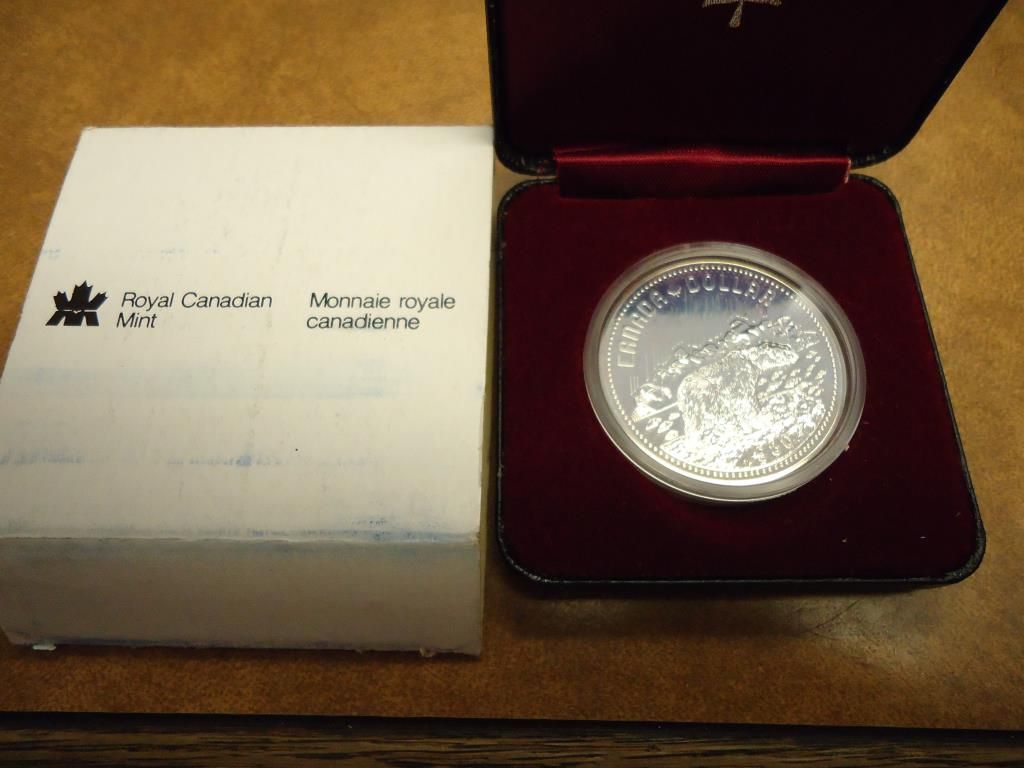 Royal Canadian
Mint
Monnaie royale
canadienne
CANADA DOLLAR